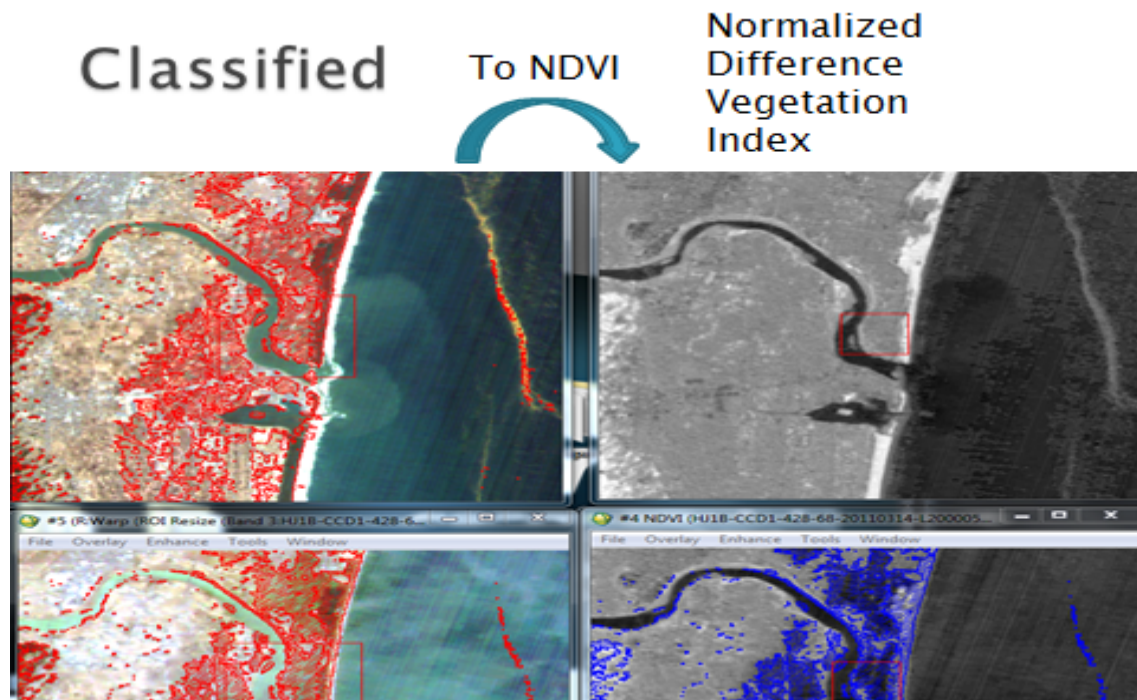 Classified
To NDVI
Normalized
Difference
Vegetation
Index
#5 (R:Warp (ROI Resize (Band 3:HJ1B-CCD1-428-6...
File Overlay Enhance Tools Window
#4 NDVI (HJ1B-CCD1-428-68-20110314-L200005...
File Overlay Enhance Tools Window